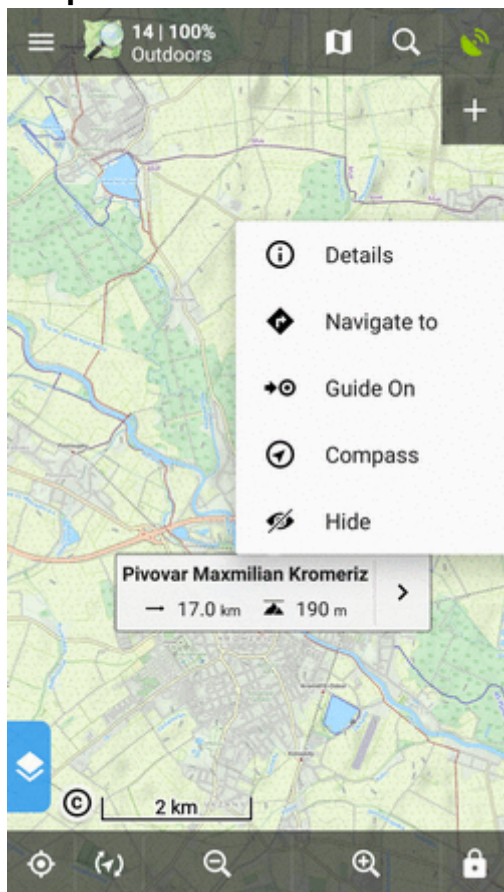 14 | 100%
Outdoors
Details
Navigate to
Guide On
Compass
Hide
Pivovar Maxmilian Kromeriz
17.0 km 190 m
©
2 km